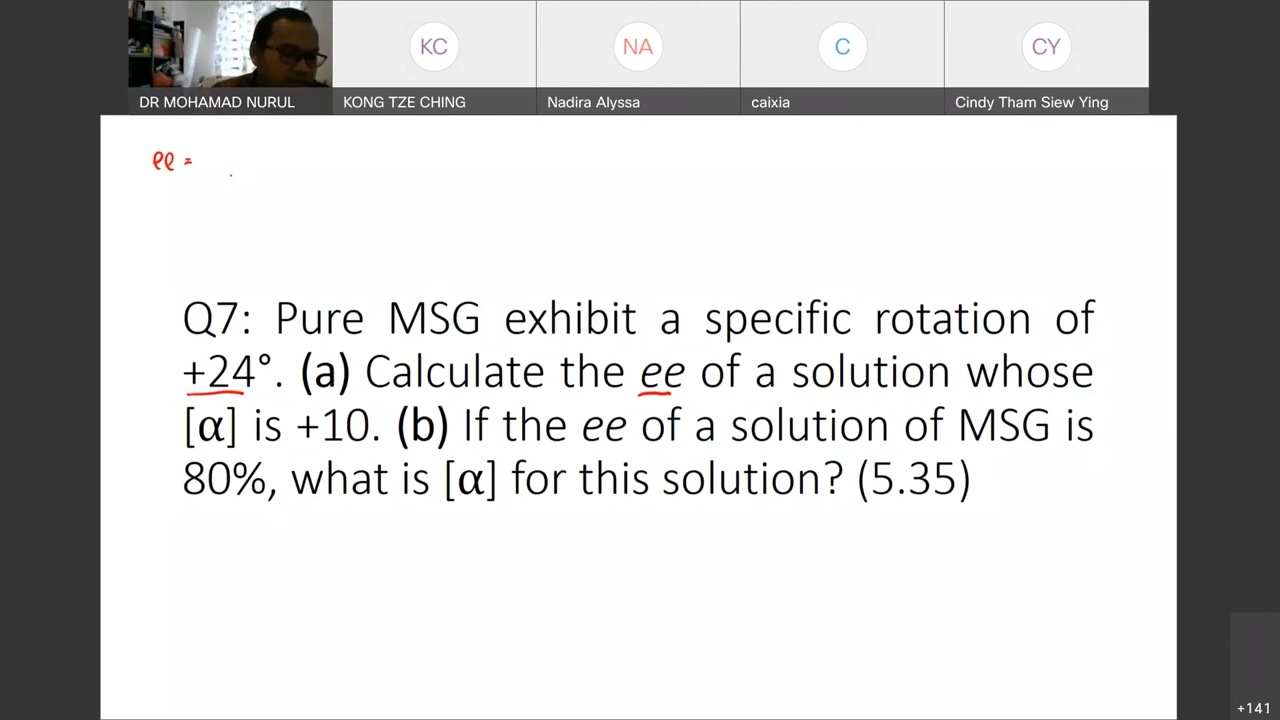 KC
NA
C
CY
DR MOHAMAD NURUL
KONG TZE CHING
Nadira Alyssa
caixia
Cindy Tham Siew Ying
ee =
Q7: Pure MSG exhibit a specific rotation of
+24°. (a) Calculate the ee of a solution whose
[α] is +10. (b) If the ee of a solution of MSG is
80%, what is [α] for this solution? (5.35)
+141